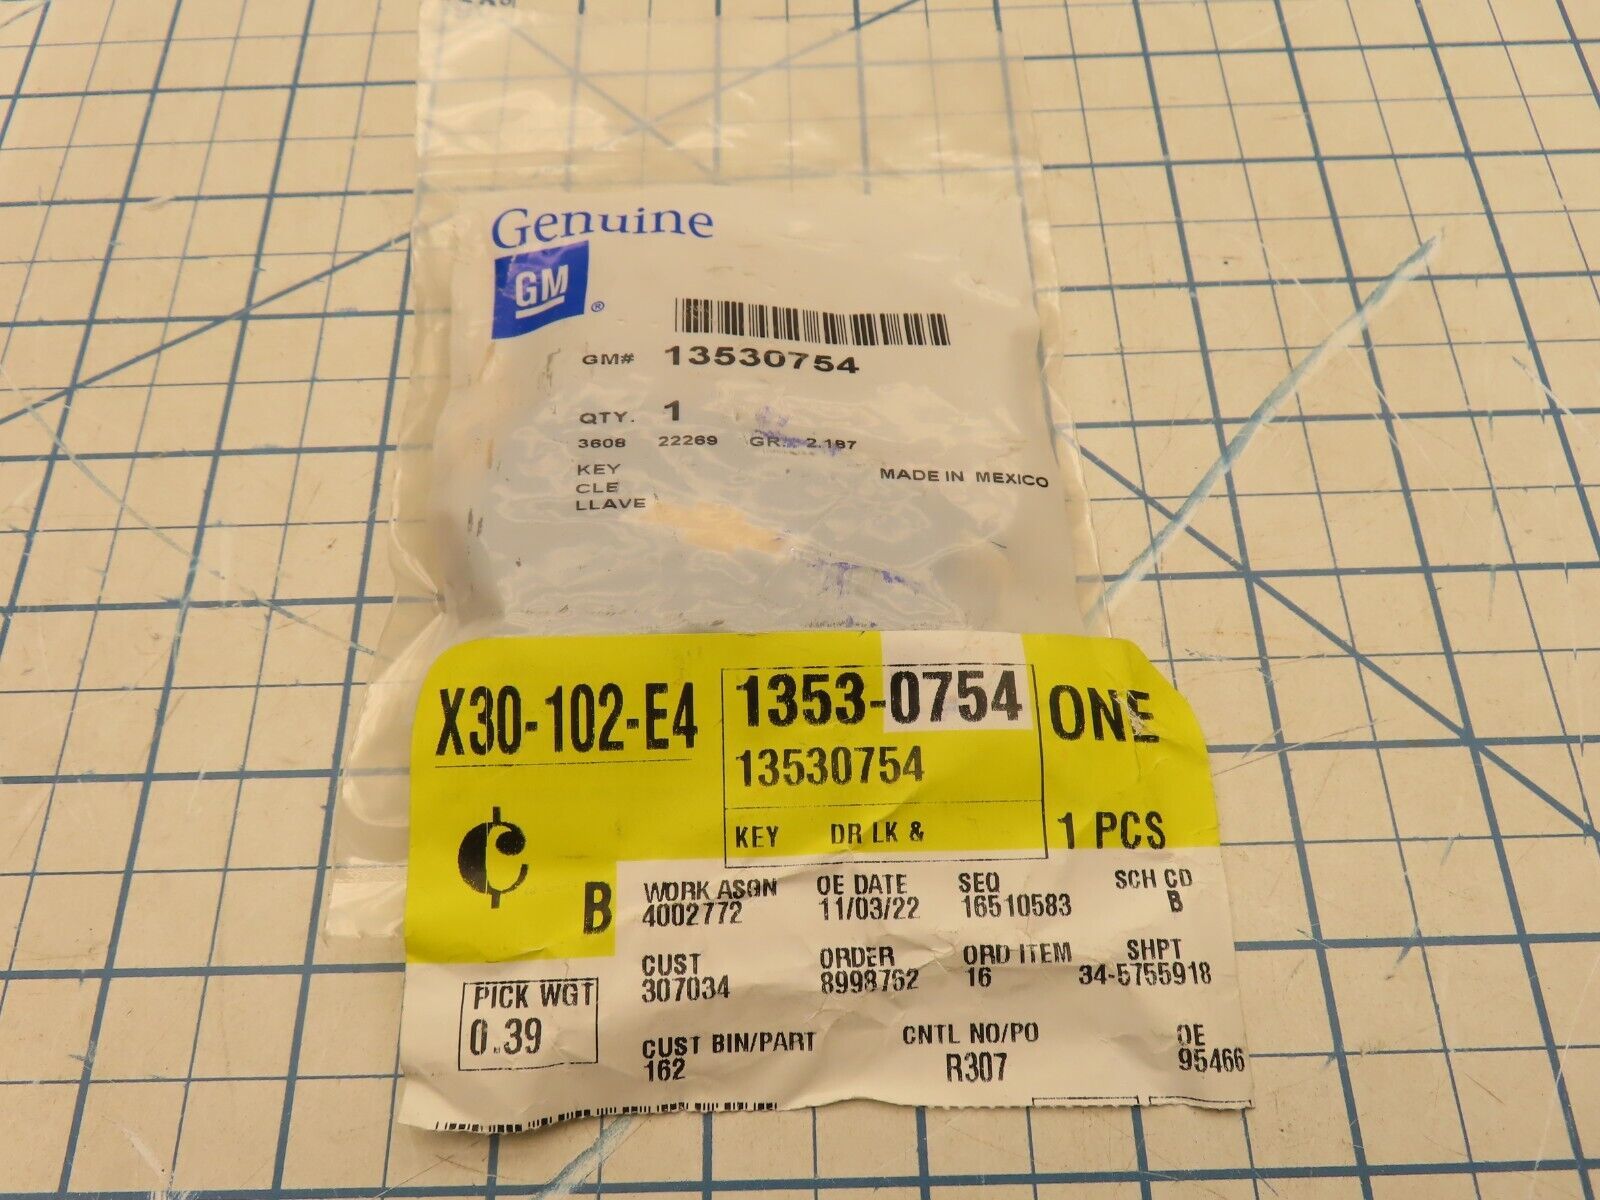 Genuine
GM
®
GM# 13530754
QTY. 1
3608 22269 GR. 2.187
KEY
CLE
LLAVE
MADE IN MEXICO
X30-102-E4
1353-0754
13530754
KEY DR LK &
ONE
1 PCS
B
WORK ASGN
4002772
OE DATE
11/03/22
SEQ
16510583
SCH CD
B
CUST
307034
ORDER
8998762
ORD ITEM
16
SHPT
34-5755918
PICK WGT
0.39
CUST BIN/PART
162
CNTL NO/PO
R307
OE
95466